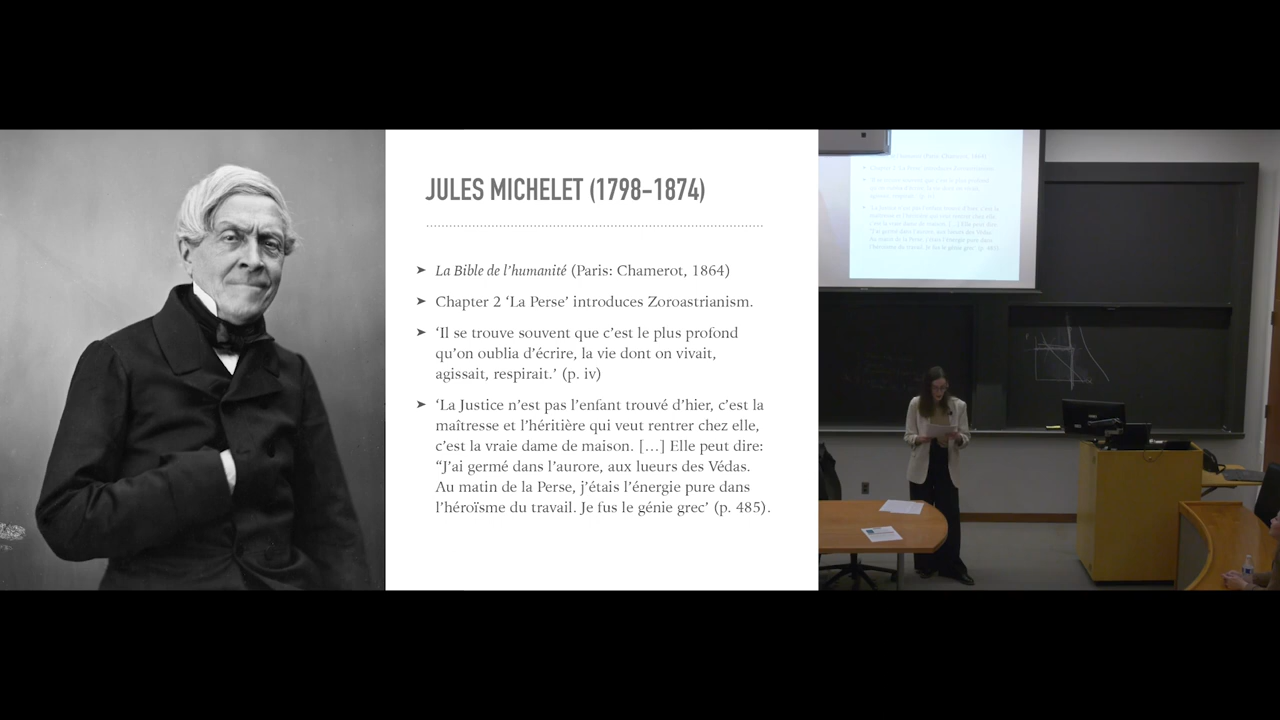 JULES MICHELET (1798–1874)
➤ La Bible de l’humanité (Paris: Chamerot, 1864)
➤ Chapter 2 ‘La Perse’ introduces Zoroastrianism.
➤ ‘Il se trouve souvent que c’est le plus profond
qu’on oublia d’écrire, la vie dont on vivait,
agissait, respirait.’ (p. iv)
➤ ‘La Justice n’est pas l’enfant trouvé d’hier, c’est la
maîtresse et l’héritière qui veut rentrer chez elle,
c’est la vraie dame de maison. […] Elle peut dire:
“J’ai germé dans l’aurore, aux lueurs des Védas.
Au matin de la Perse, j’étais l’énergie pure dans
l’héroïsme du travail. Je fus le génie grec’ (p. 485).